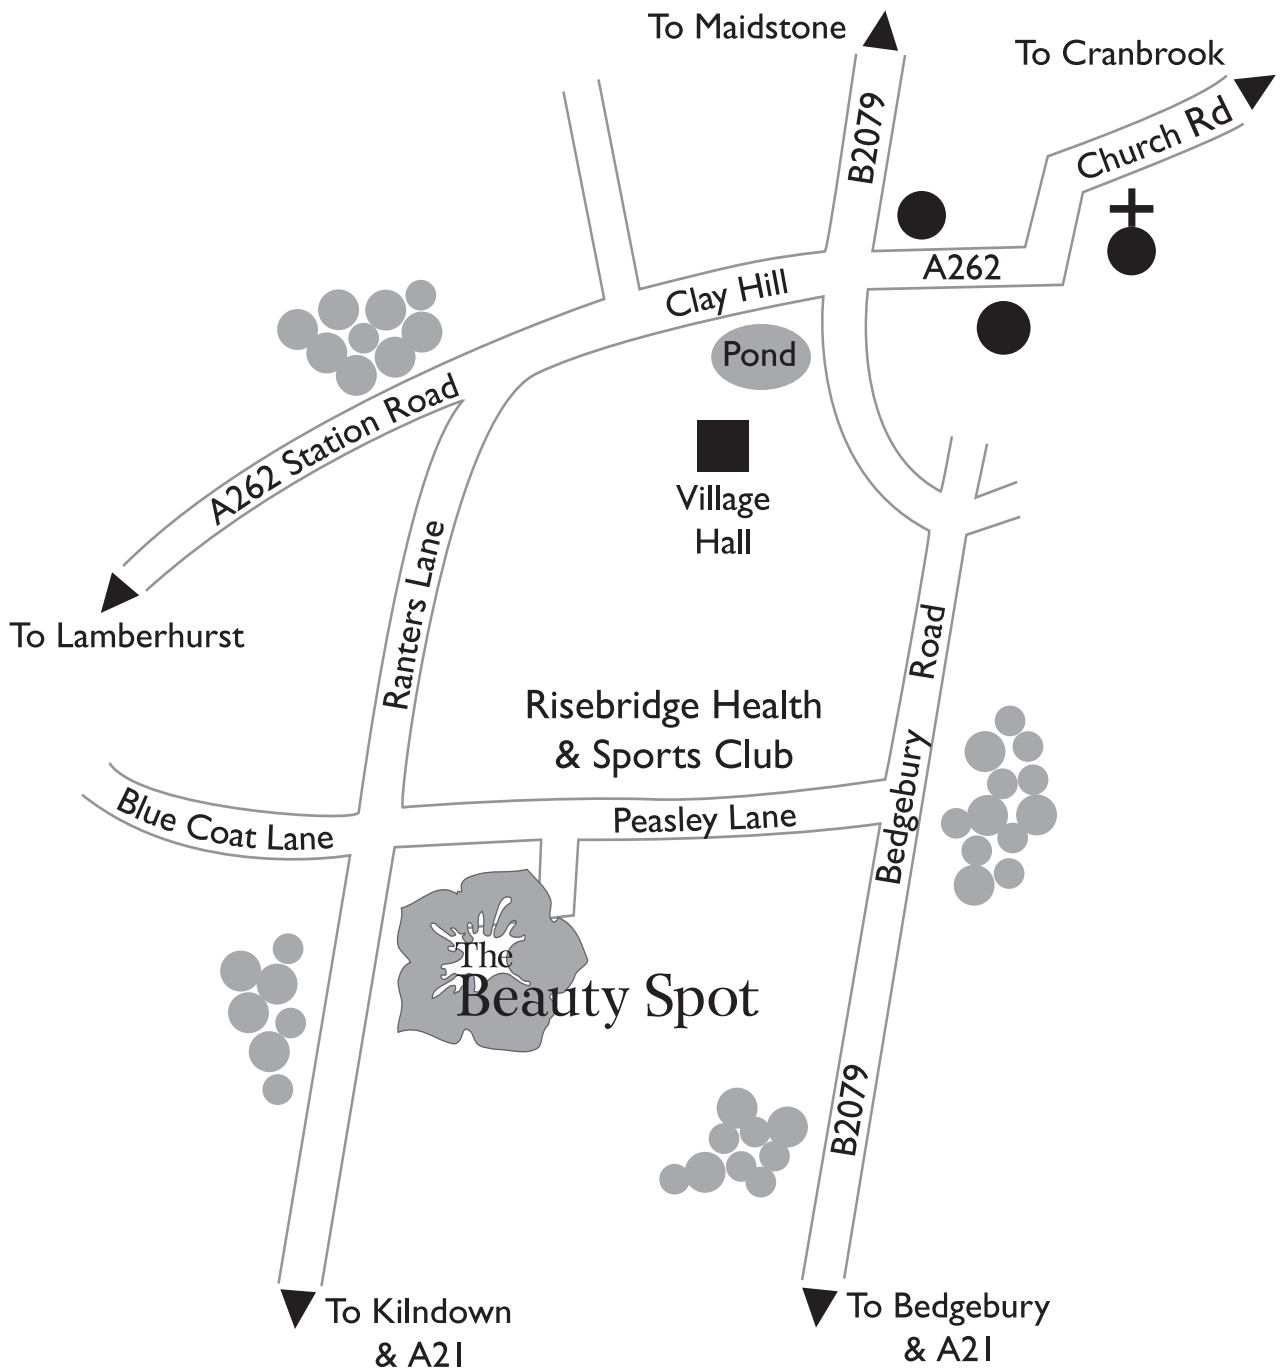 To Maidstone
To Cranbrook
B2079
Church Rd
A262
Clay Hill
Pond
A262 Station Road
Village
Hall
Ranters Lane
To Lamberhurst
Road
Bedgebury
Risebridge Health
& Sports Club
Blue Coat Lane
Peasley Lane
The
Beauty Spot
B2079
To Kilndown
& A21
To Bedgebury
& A21